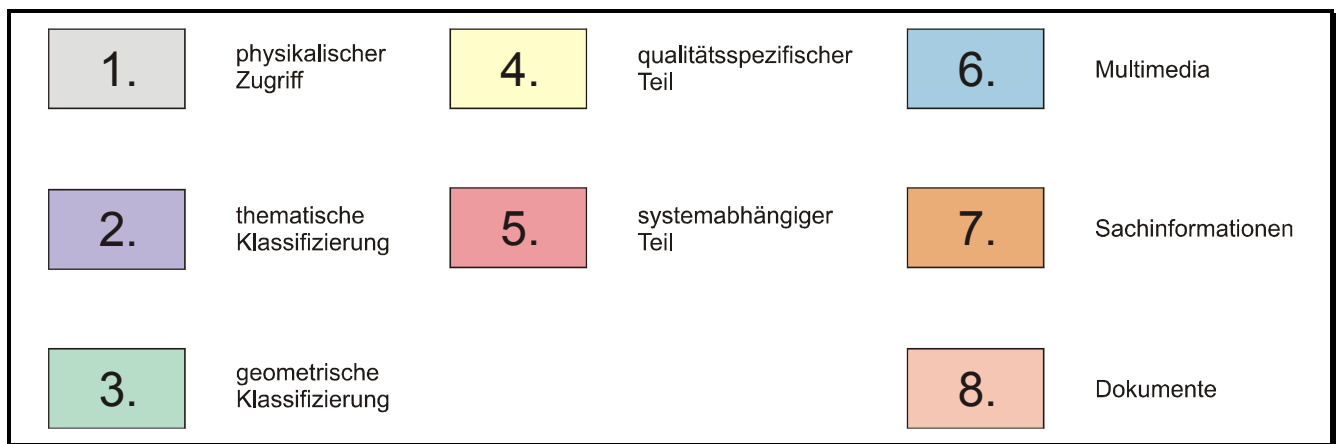 1.
physikalischer
Zugriff
2.
thematische
Klassifizierung
3.
geometrische
Klassifizierung
4.
qualitätsspezifischer
Teil
5.
systemabhängiger
Teil
6.
Multimedia
7.
Sachinformationen
8.
Dokumente